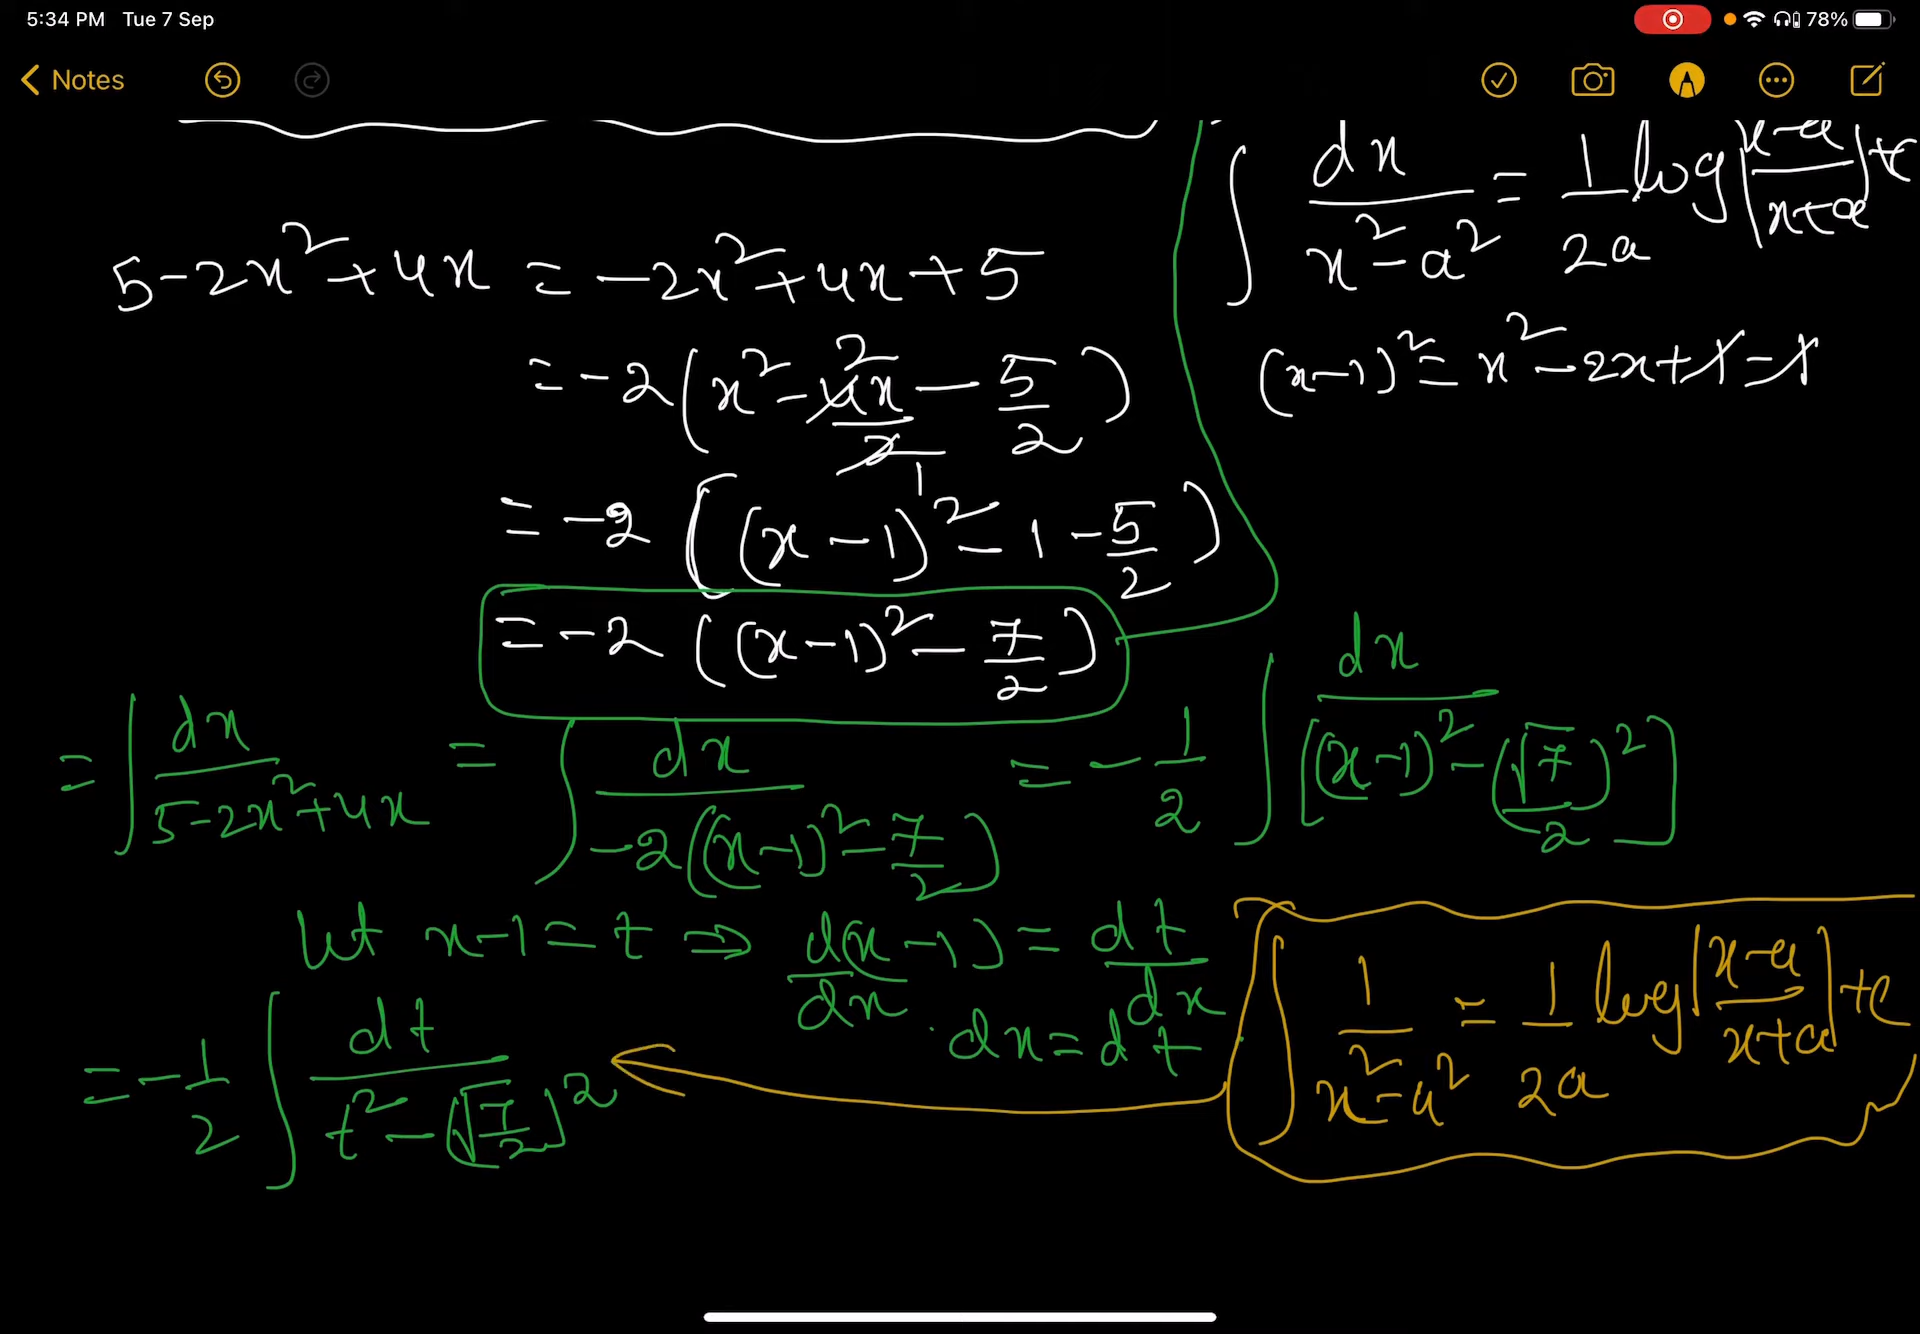 5:34 PM Tue 7 Sep
78%
Notes
∫ dx/(x² - a²) = 1/2a log |(x-a)/(x+a)| + c
5 - 2x² + 4x = -2x² + 4x + 5
= -2 (x² - 4x/2 - 5/2)
2
1
(x-1)² = x² - 2x + 1 - 1
= -2 ((x-1)² - 1 - 5/2)
= -2 ((x-1)² - 7/2)
= ∫ dx/(5 - 2x² + 4x) = ∫ dx/(-2((x-1)² - 7/2)) = -1/2 ∫ dx/[(x-1)² - (√7/2)²]
let x-1 = t ⇒ d(x-1)/dx = dt/dx
dx = dt
= -1/2 ∫ dt/(t² - (√7/2)²)
∫ 1/(x² - a²) = 1/2a log |(x-a)/(x+a)| + c